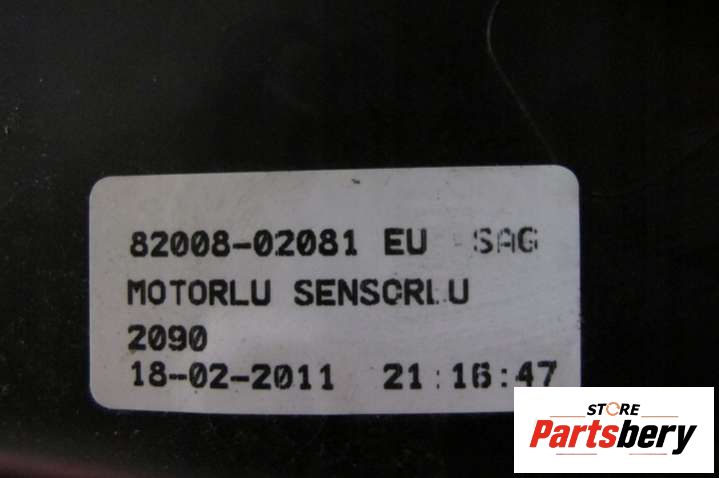 82008-02081 EU SAG
MOTORLU SENSORLU
2090
18-02-2011 21:16:47
STORE
Partsbery